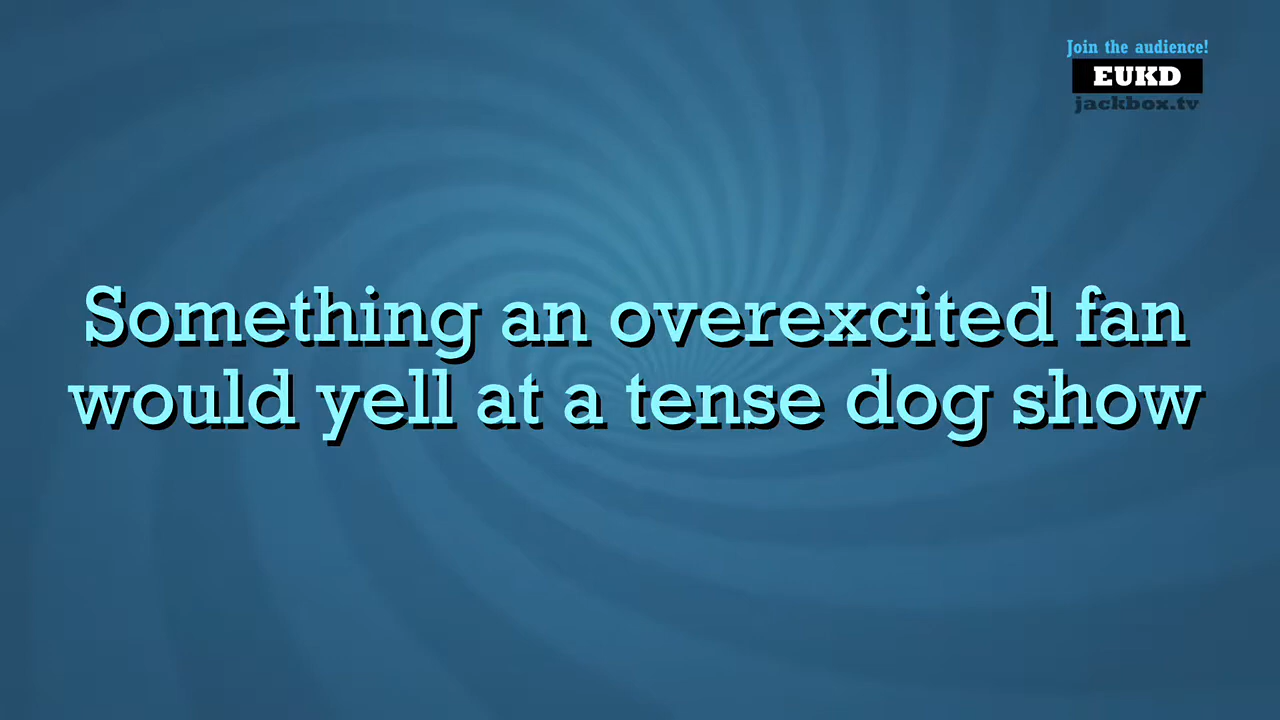 Join the audience!
EUKD
jackbox.tv
Something an overexcited fan
would yell at a tense dog show